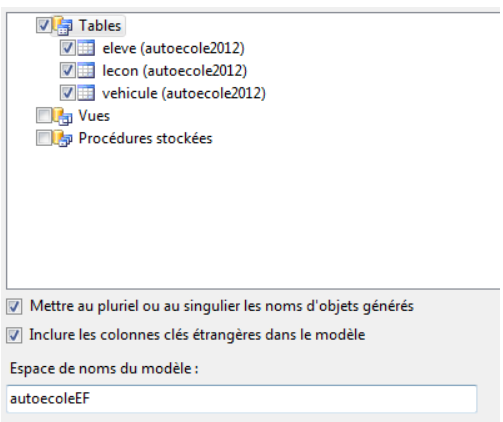 Tables
eleve (autoecole2012)
lecon (autoecole2012)
vehicule (autoecole2012)
Vues
Procédures stockées
Mettre au pluriel ou au singulier les noms d'objets générés
Inclure les colonnes clés étrangères dans le modèle
Espace de noms du modèle :
autoecoleEF